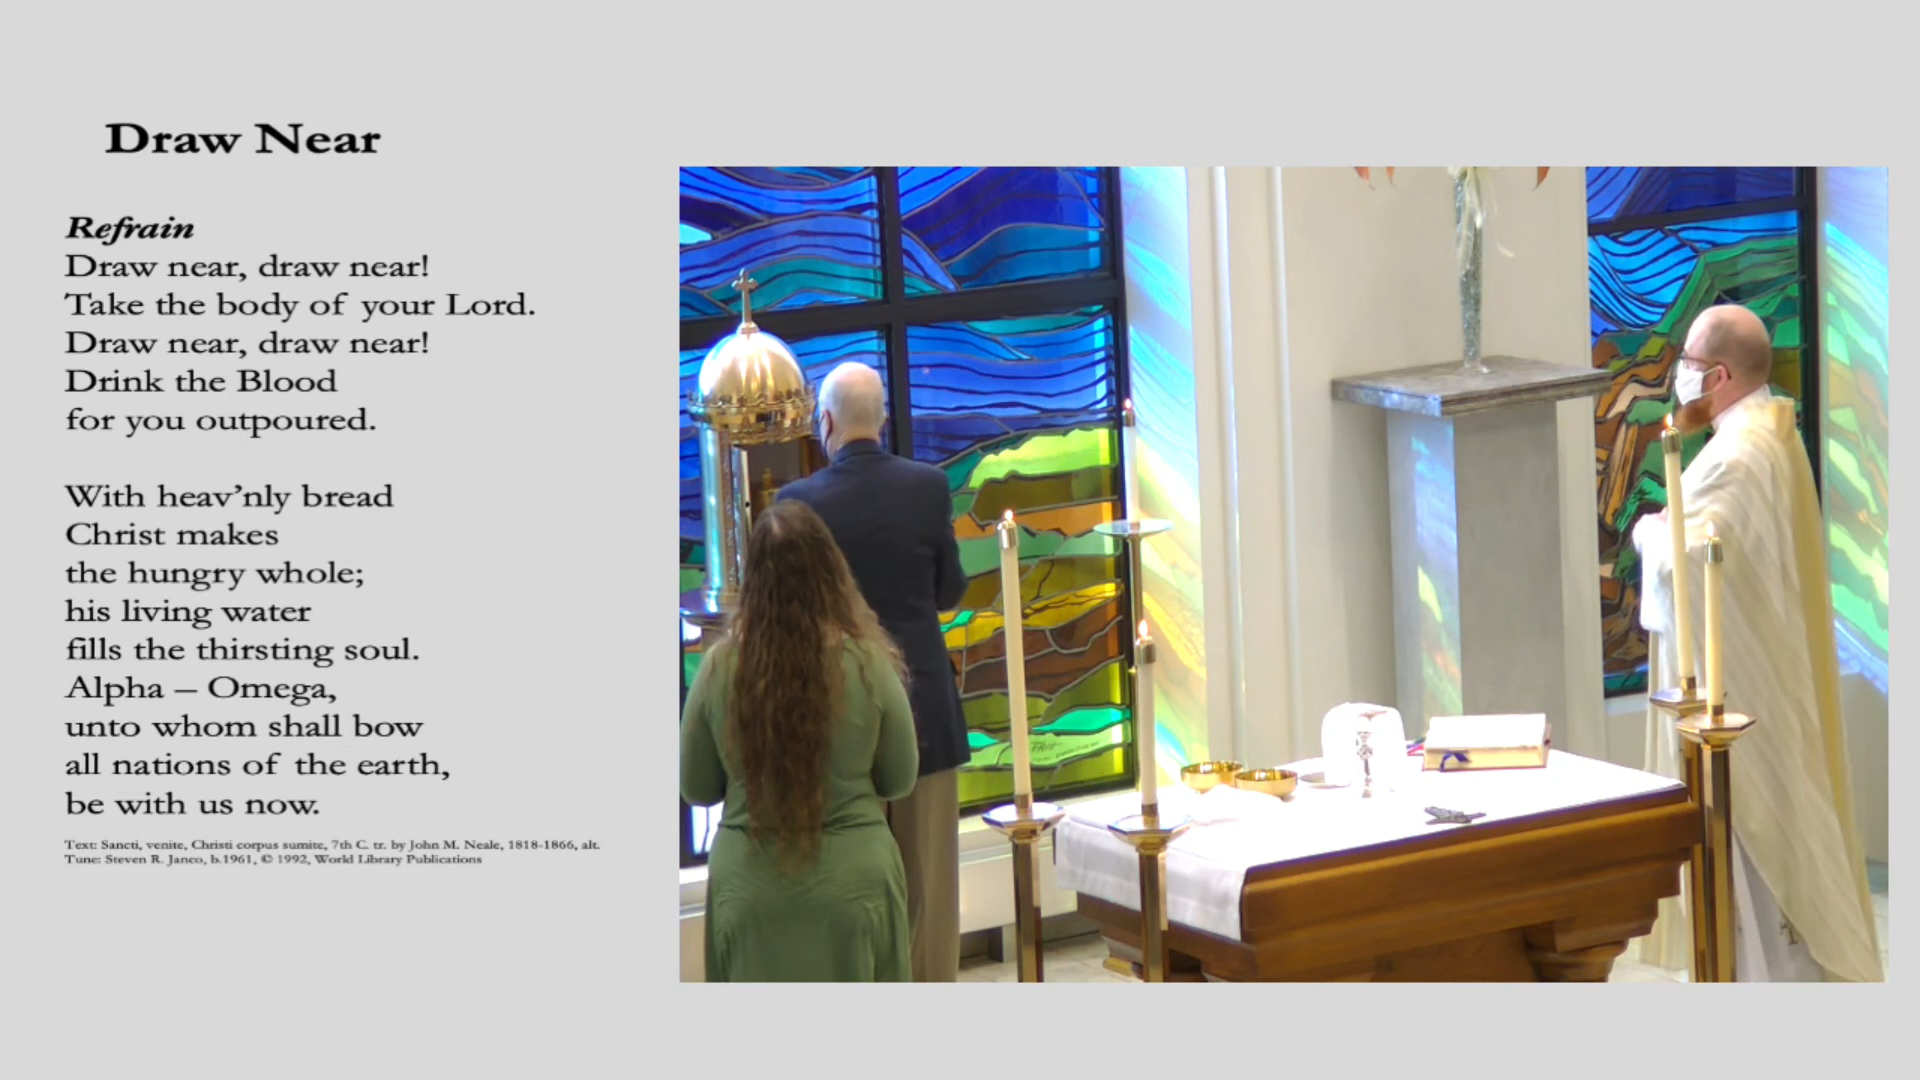 Draw Near
Refrain
Draw near, draw near!
Take the body of your Lord.
Draw near, draw near!
Drink the Blood
for you outpoured.
With heav’nly bread
Christ makes
the hungry whole;
his living water
fills the thirsting soul.
Alpha – Omega,
unto whom shall bow
all nations of the earth,
be with us now.
Text: Sancti, venite, Christi corpus sumite, 7th C. tr. by John M. Neale, 1818-1866, alt.
Tune: Steven R. Janco, b.1961, © 1992, World Library Publications